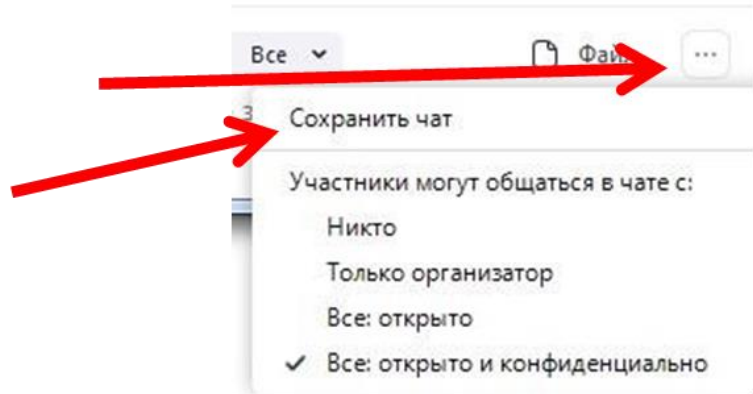 Все
Сохранить чат
Участники могут общаться в чате с:
Никто
Только организатор
Все: открыто
Все: открыто и конфиденциально